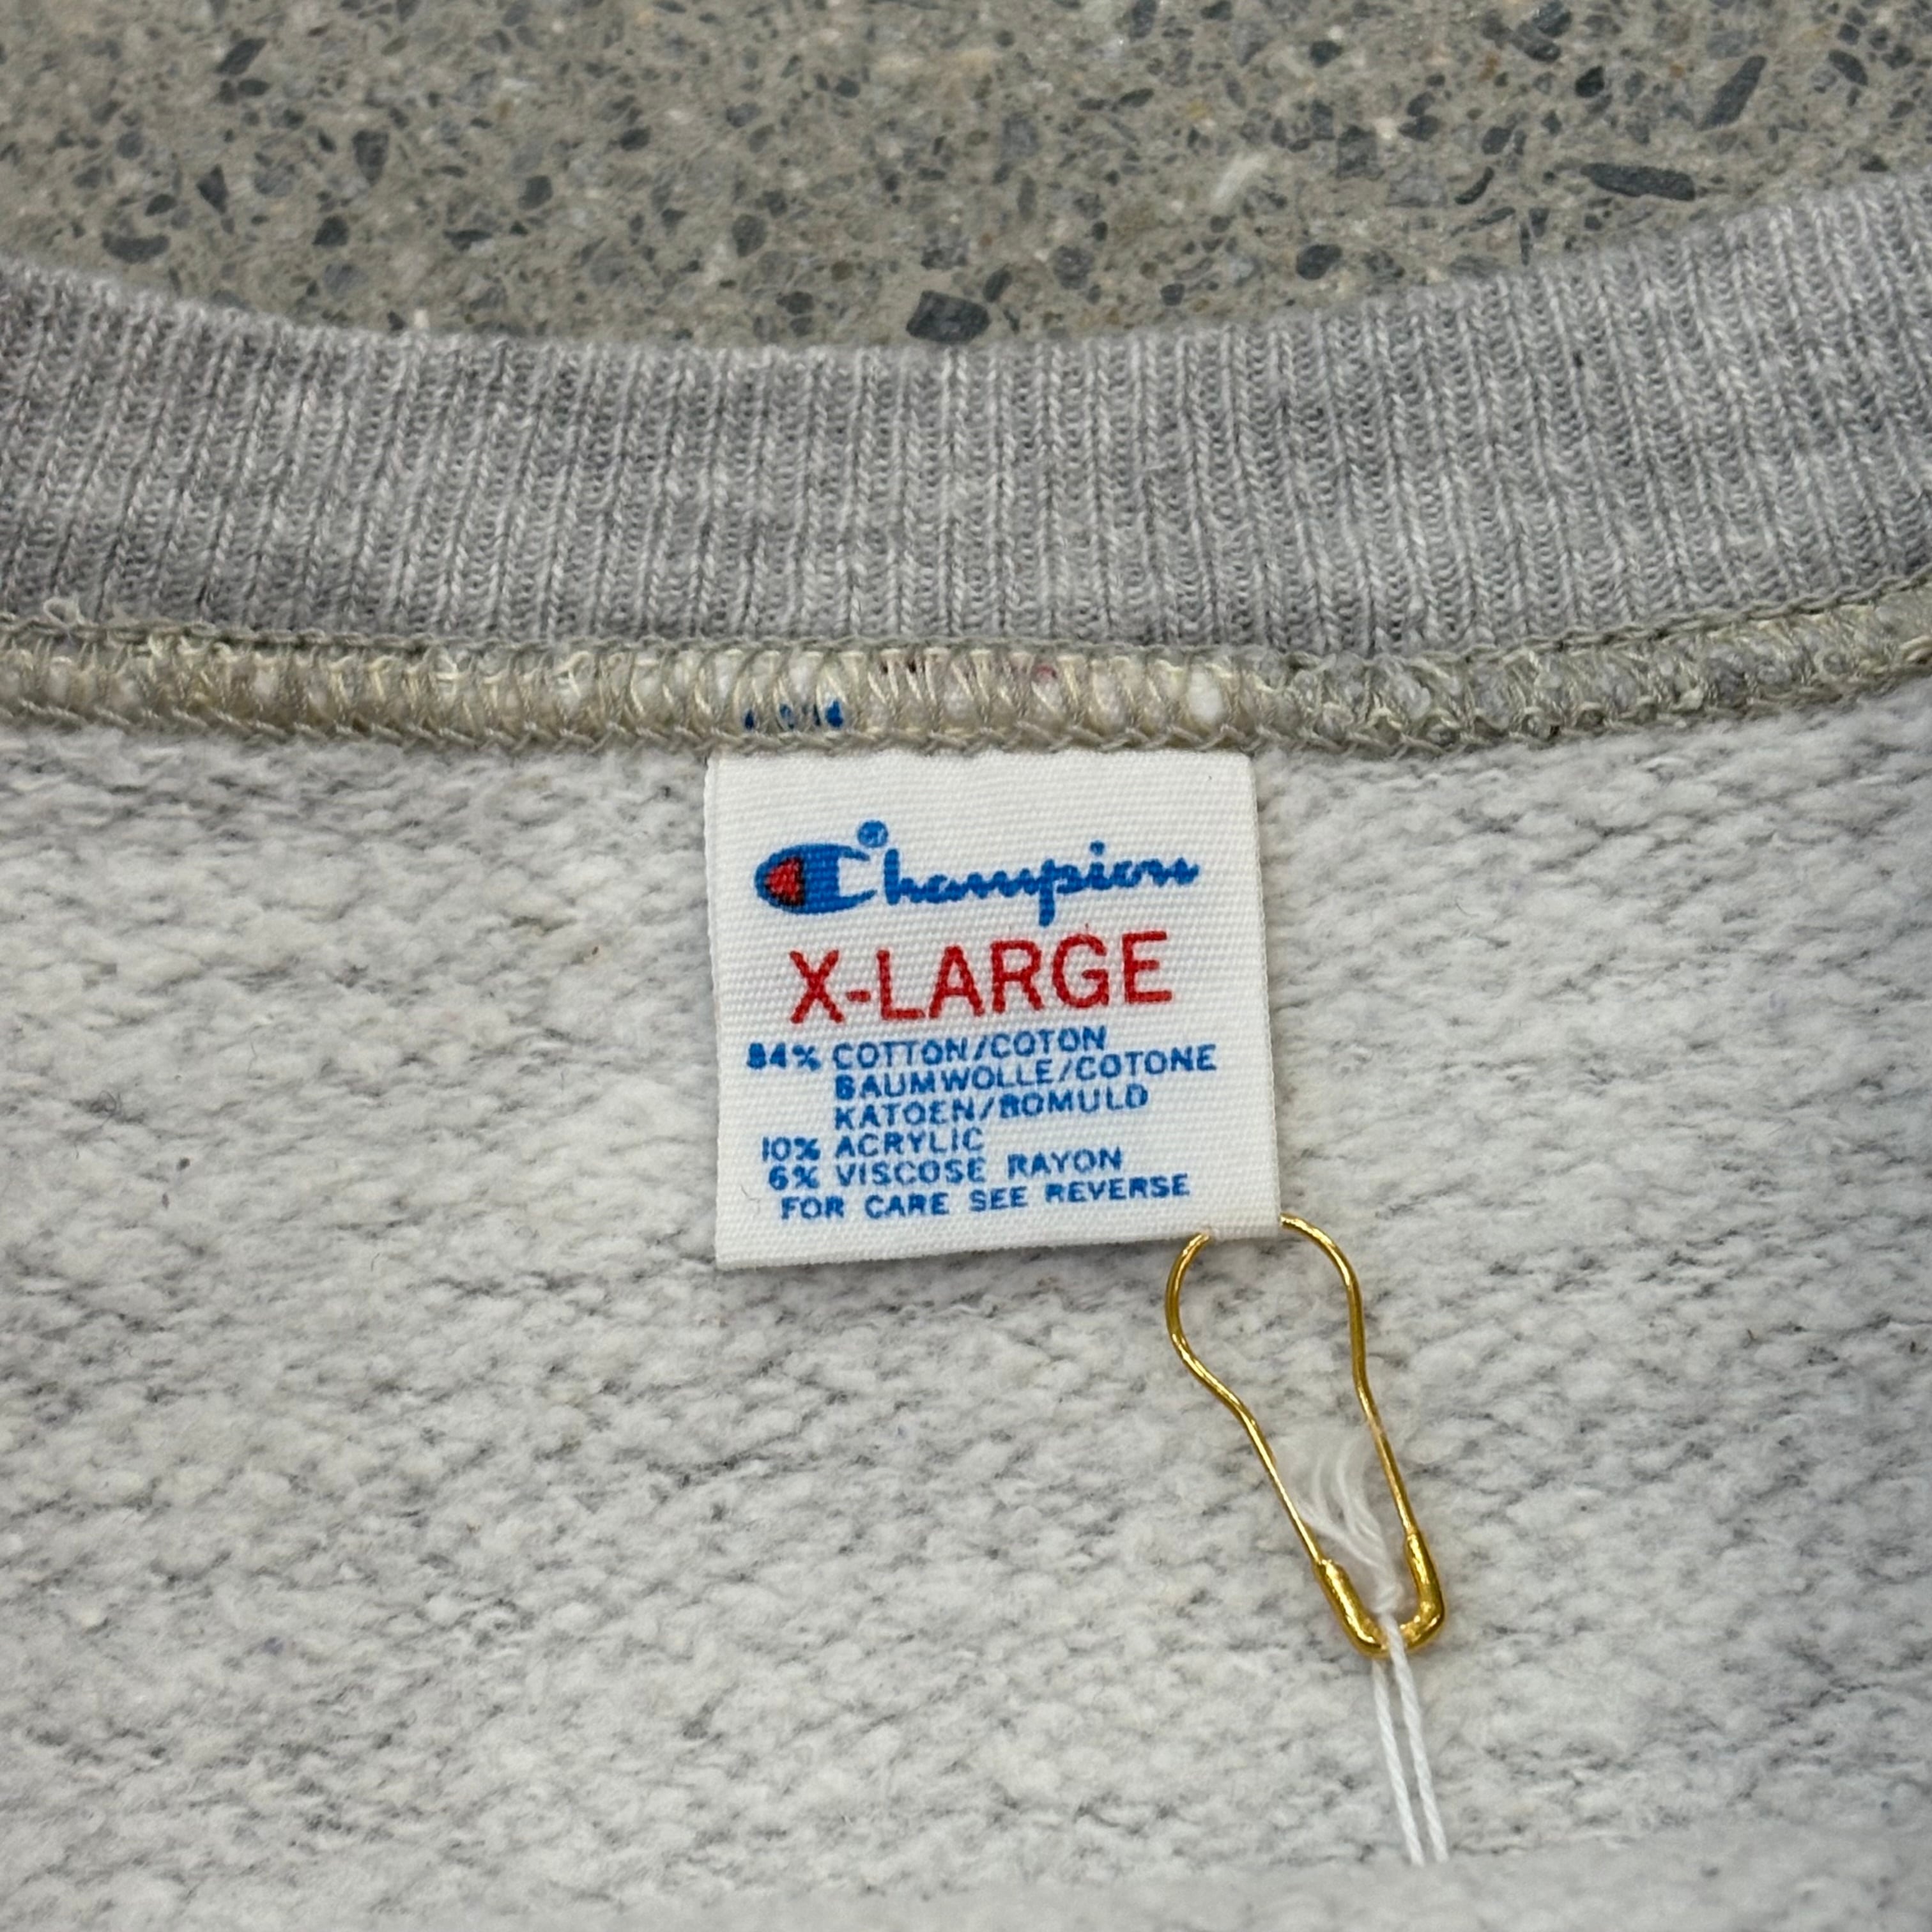 Champion®
X-LARGE
84% COTTON/COTON
BAUMWOLLE/COTONE
KATOEN/BOMULD
10% ACRYLIC
6% VISCOSE RAYON
FOR CARE SEE REVERSE